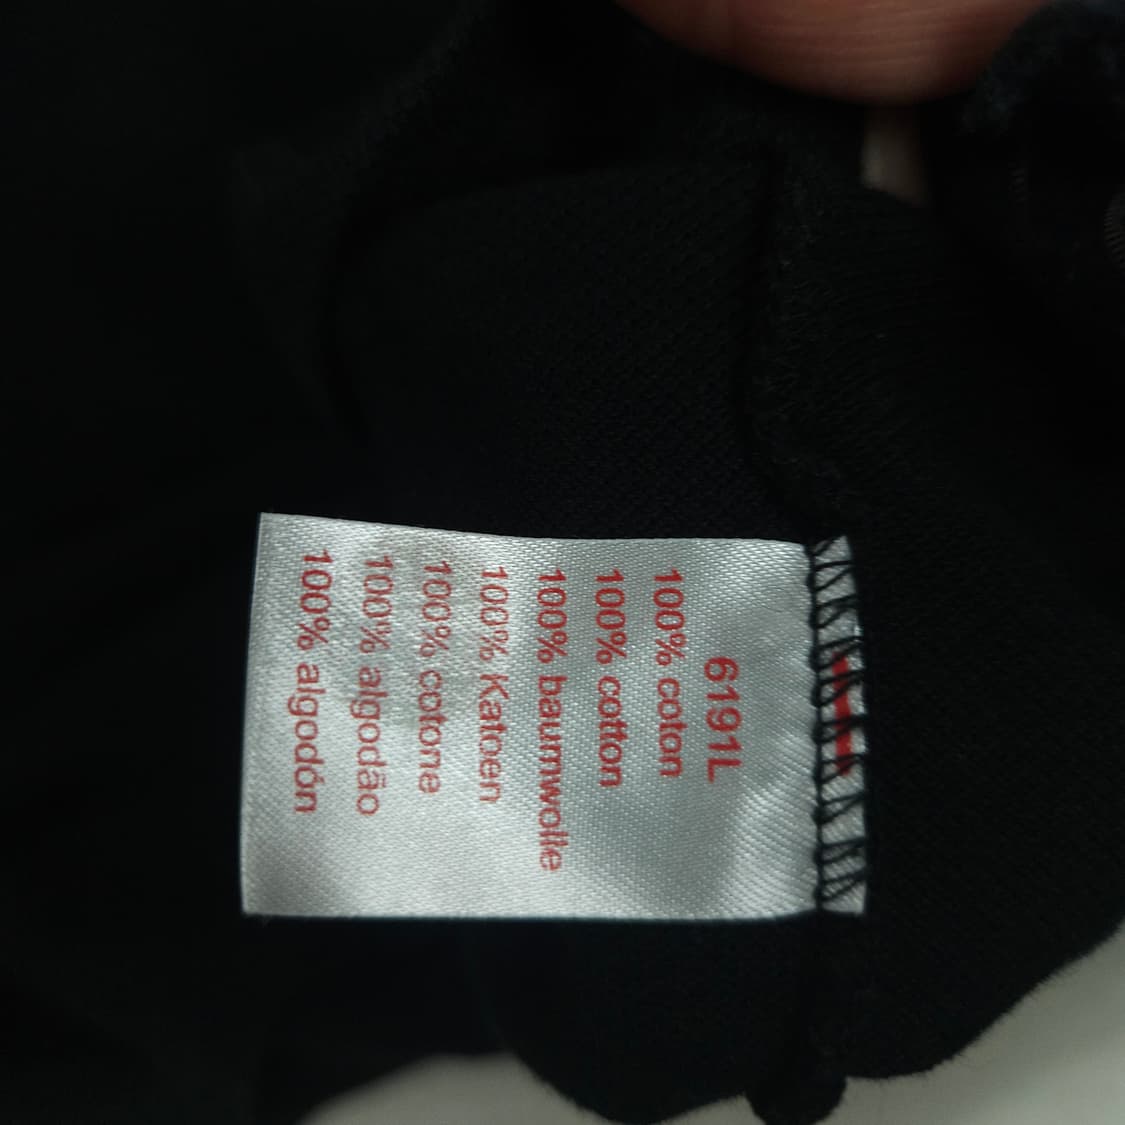 6191L
100% coton
100% cotton
100% baumwolle
100% Katoen
100% cotone
100% algodão
100% algodón